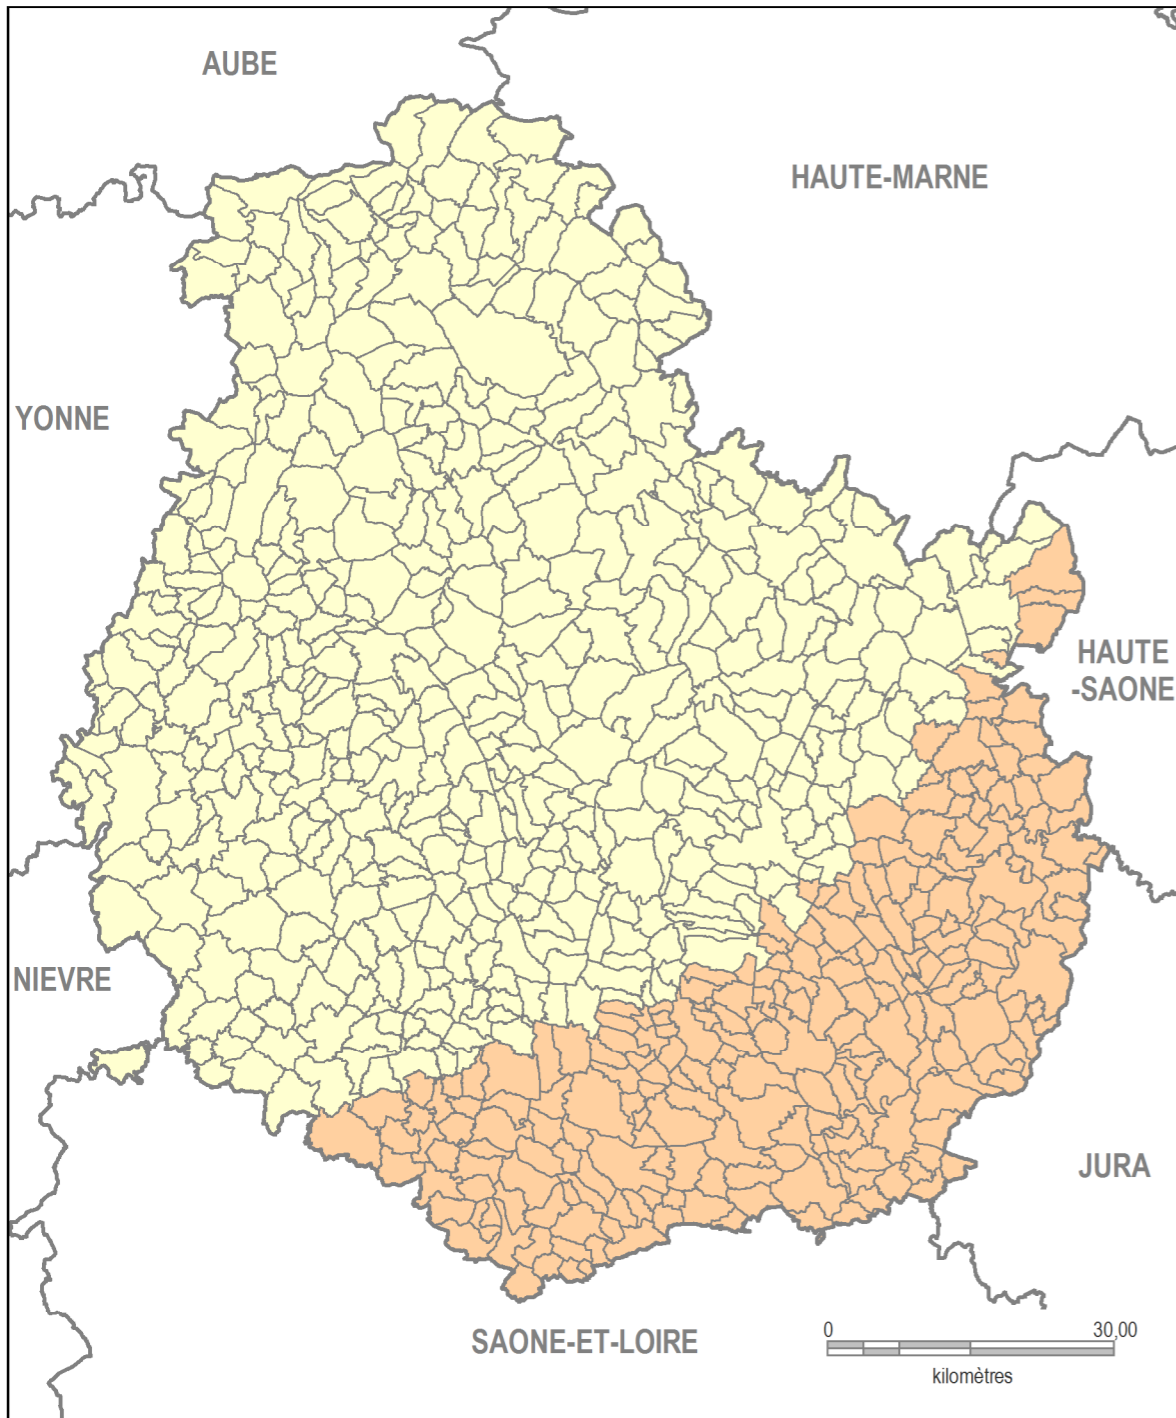 AUBE
HAUTE-MARNE
YONNE
HAUTE
-SAONE
NIEVRE
JURA
SAONE-ET-LOIRE
0 30,00
kilomètres